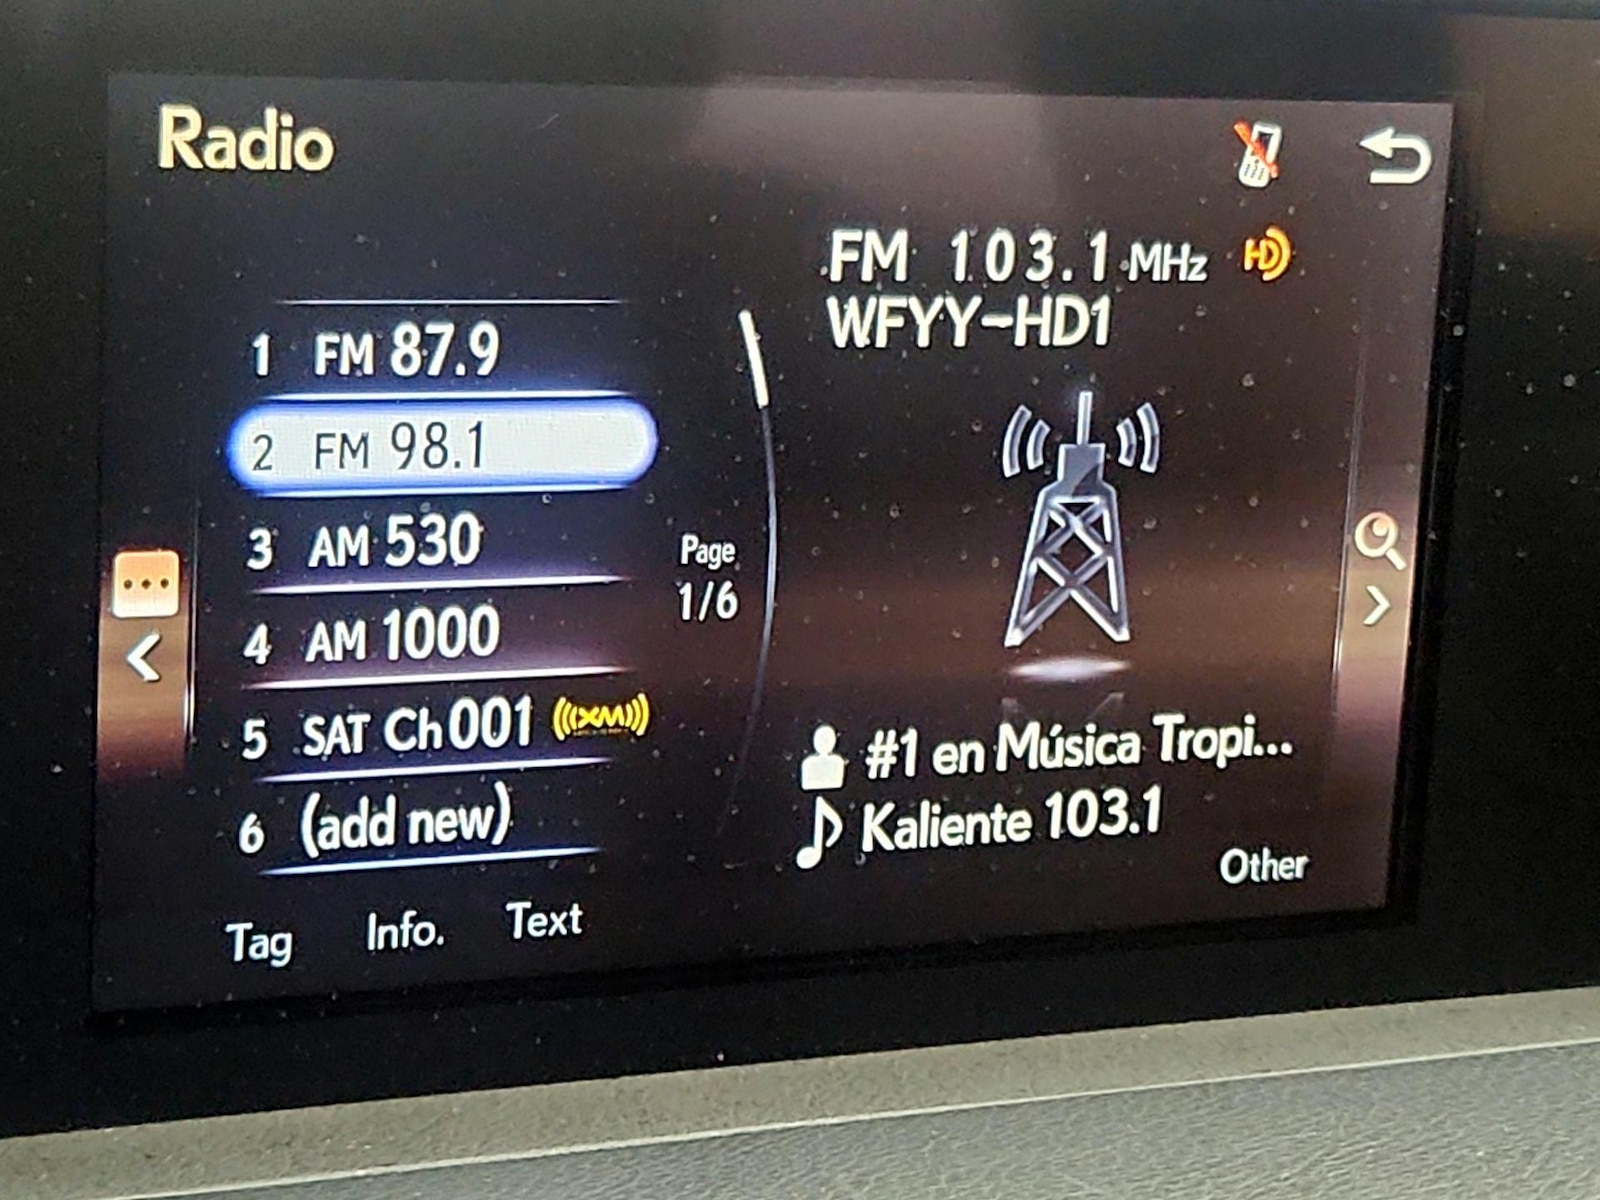 Radio
FM 103.1 MHz HD
WFYY-HD1
1 FM 87.9
2 FM 98.1
3 AM 530
4 AM 1000
5 SAT Ch001 ((XM))
6 (add new)
Page
1/6
#1 en Música Tropi...
Kaliente 103.1
Other
Tag Info. Text